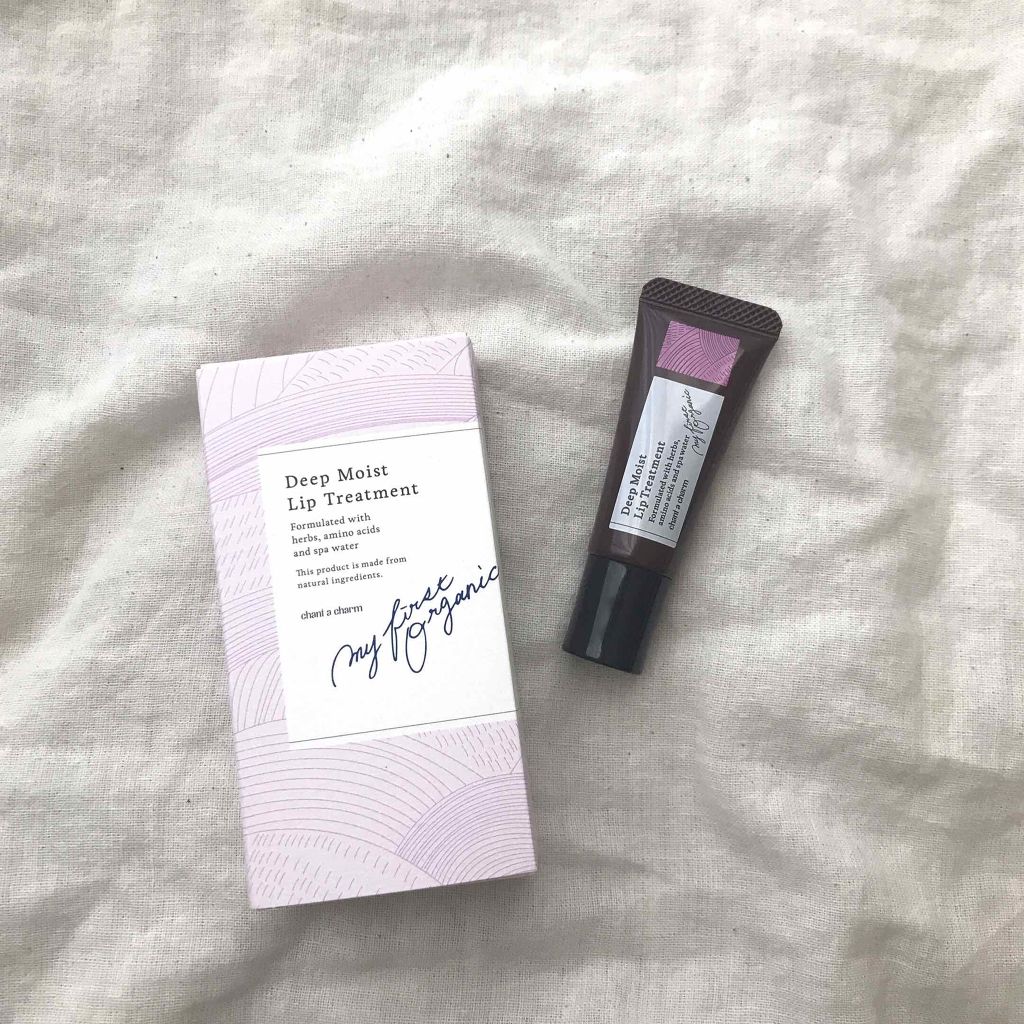 Deep Moist
Lip Treatment
Formulated with
herbs, amino acids
and spa water
This product is made from
natural ingredients.
chant a charm
my first
Organic
Deep Moist
Lip Treatment
Formulated with herbs,
amino acids and spa water
chant a charm
my first
Organic